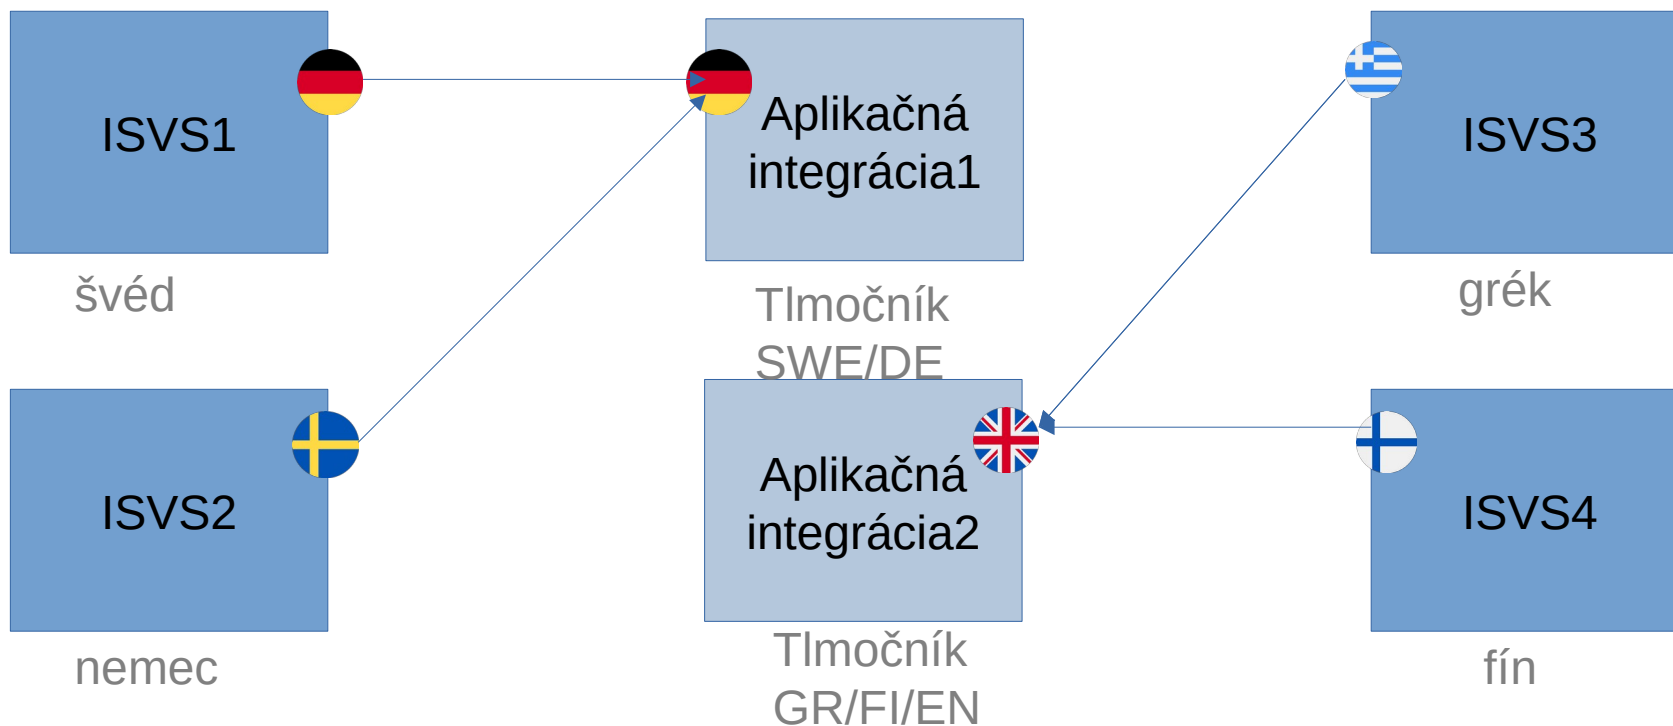 ISVS1
švéd
Aplikačná
integrácia1
Tlmočník
SWE/DE
ISVS3
grék
ISVS2
nemec
Aplikačná
integrácia2
Tlmočník
GR/FI/EN
ISVS4
fín